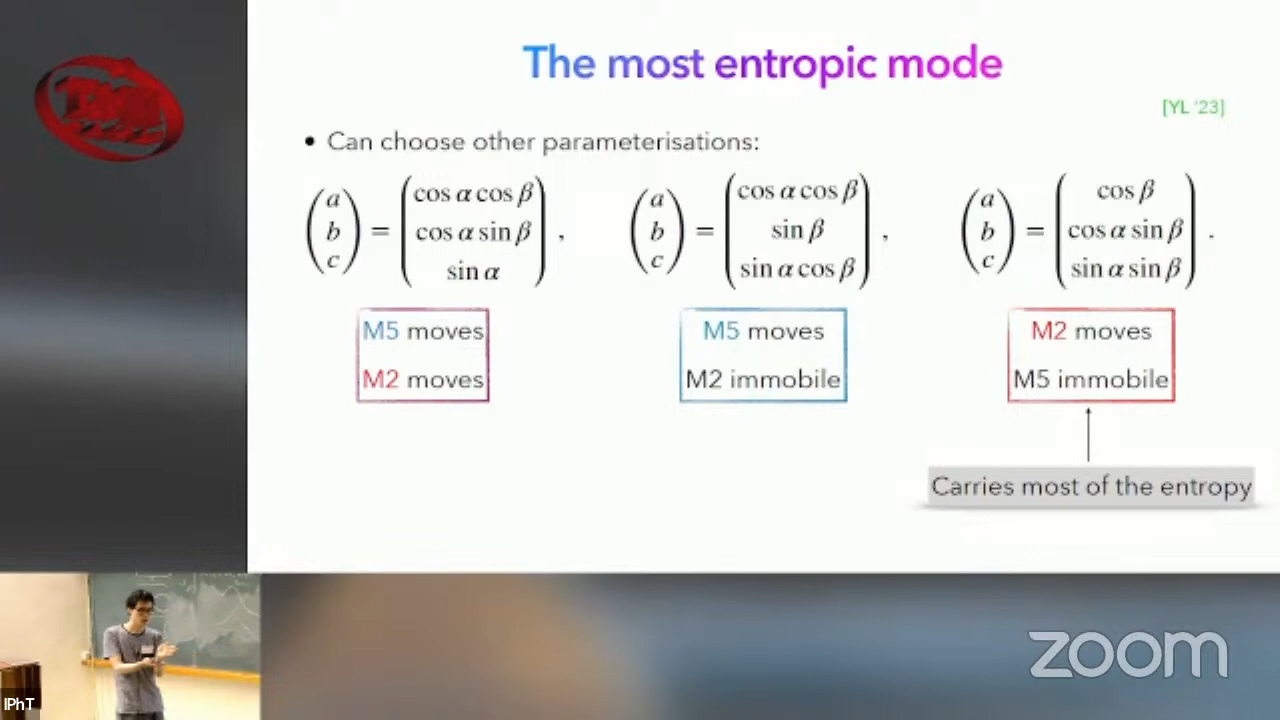 The most entropic mode
[YL '23]
• Can choose other parameterisations:
(a b c) = (cos α cos β, cos α sin β, sin α) ,
(a b c) = (cos α cos β, sin β, sin α cos β) ,
(a b c) = (cos β, cos α sin β, sin α sin β) .
M5 moves
M2 moves
M5 moves
M2 immobile
M2 moves
M5 immobile
Carries most of the entropy
IPhT
zoom